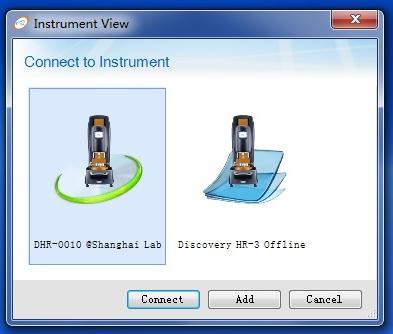 Instrument View
Connect to Instrument
DHR-0010 @Shanghai Lab
Discovery HR-3 Offline
Connect
Add
Cancel